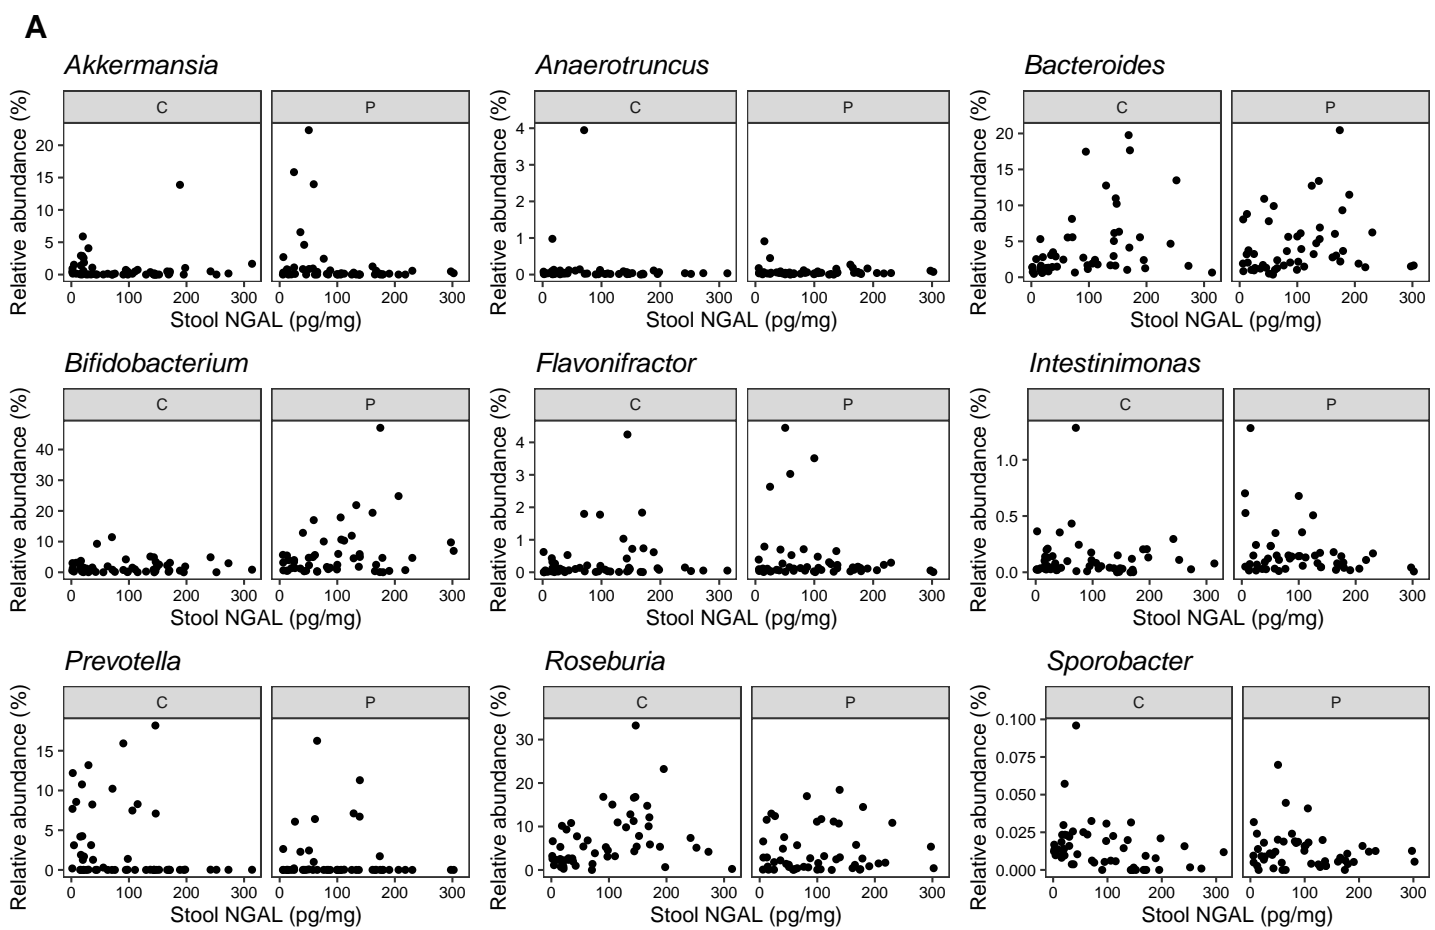 A
Akkermansia
Anaerotruncus
Bacteroides
Relative abundance (%)
C
P
20
15
10
5
0
0 100 200 300
0 100 200 300
Stool NGAL (pg/mg)
Relative abundance (%)
C
P
4
3
2
1
0
0 100 200 300
0 100 200 300
Stool NGAL (pg/mg)
Relative abundance (%)
C
P
20
15
10
5
0
0 100 200 300
0 100 200 300
Stool NGAL (pg/mg)
Bifidobacterium
Flavonifractor
Intestinimonas
Relative abundance (%)
C
P
40
30
20
10
0
0 100 200 300
0 100 200 300
Stool NGAL (pg/mg)
Relative abundance (%)
C
P
4
3
2
1
0
0 100 200 300
0 100 200 300
Stool NGAL (pg/mg)
Relative abundance (%)
C
P
1.0
0.5
0.0
0 100 200 300
0 100 200 300
Stool NGAL (pg/mg)
Prevotella
Roseburia
Sporobacter
Relative abundance (%)
C
P
15
10
5
0
0 100 200 300
0 100 200 300
Stool NGAL (pg/mg)
Relative abundance (%)
C
P
30
20
10
0
0 100 200 300
0 100 200 300
Stool NGAL (pg/mg)
Relative abundance (%)
C
P
0.100
0.075
0.050
0.025
0.000
0 100 200 300
0 100 200 300
Stool NGAL (pg/mg)